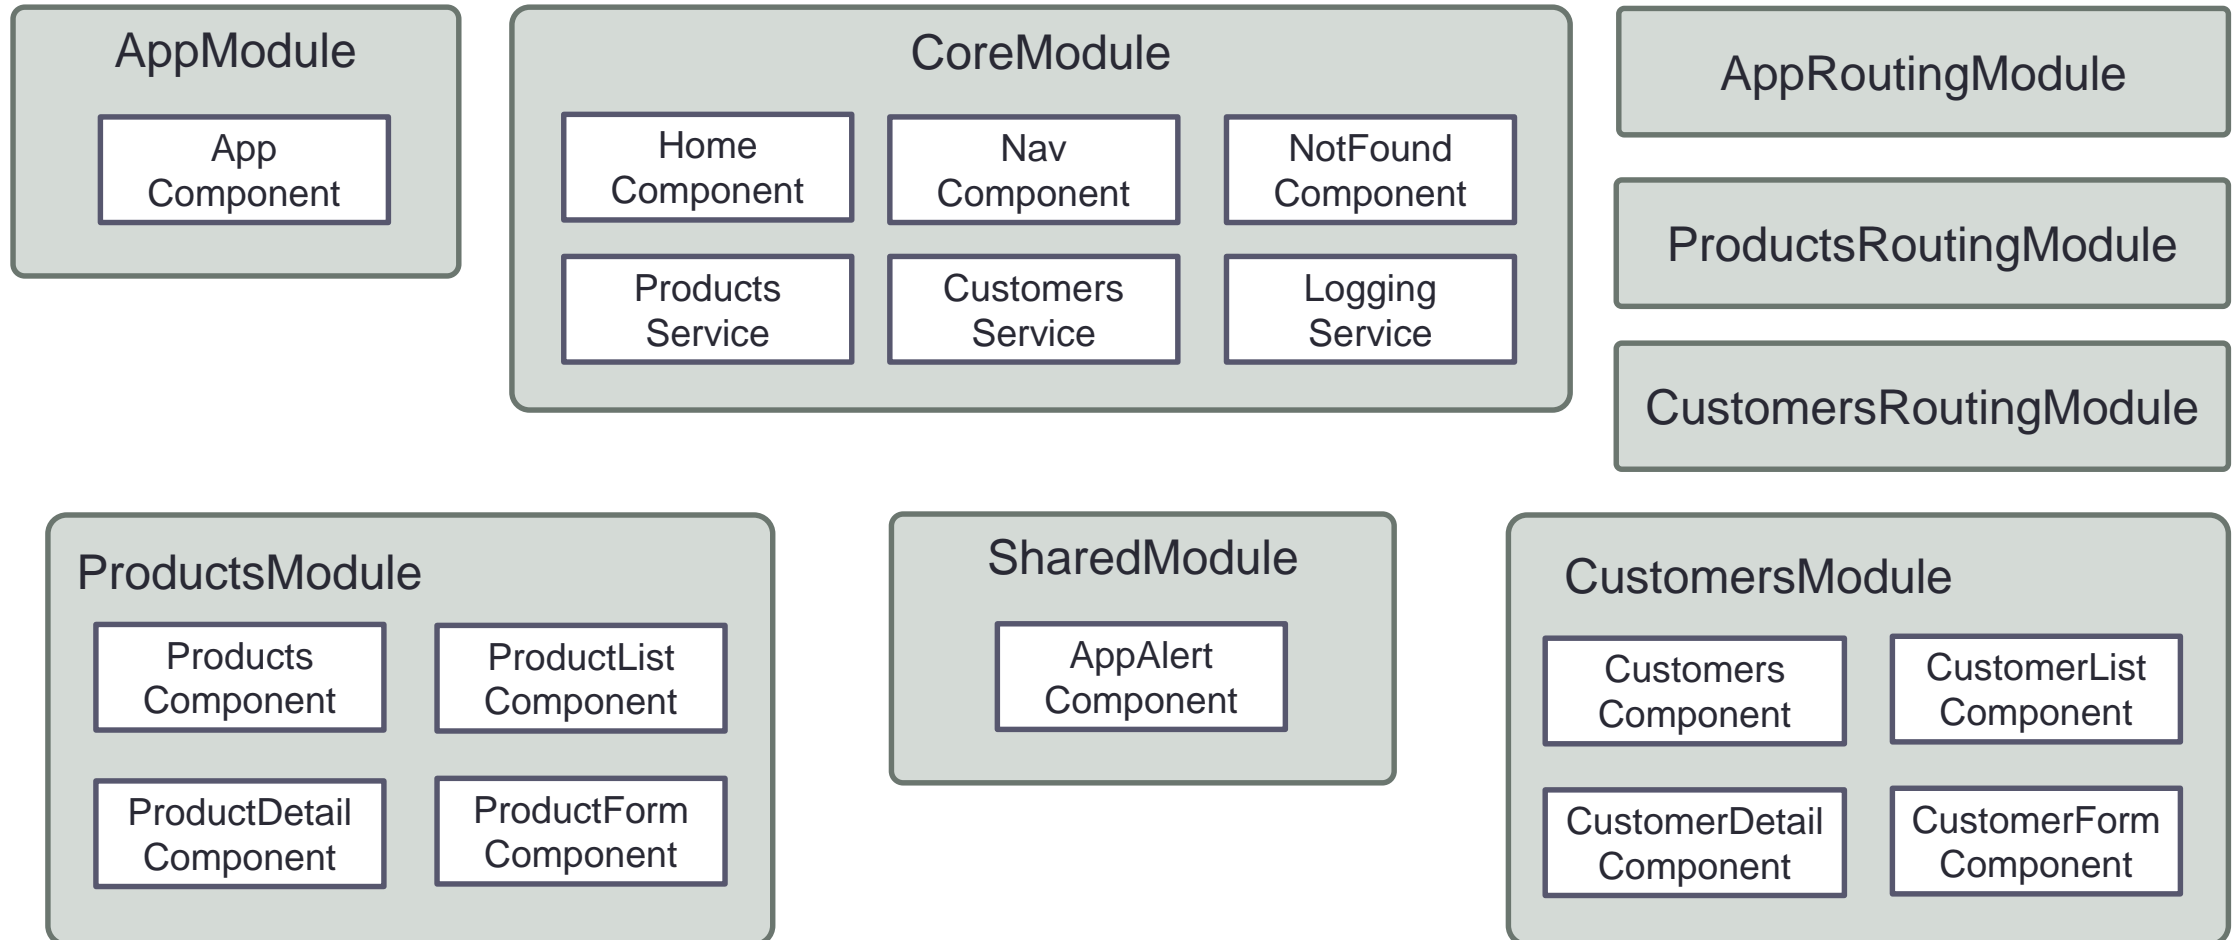 AppModule
App
Component
CoreModule
Home
Component
Nav
Component
NotFound
Component
Products
Service
Customers
Service
Logging
Service
AppRoutingModule
ProductsRoutingModule
CustomersRoutingModule
ProductsModule
Products
Component
ProductList
Component
ProductDetail
Component
ProductForm
Component
SharedModule
AppAlert
Component
CustomersModule
Customers
Component
CustomerList
Component
CustomerDetail
Component
CustomerForm
Component